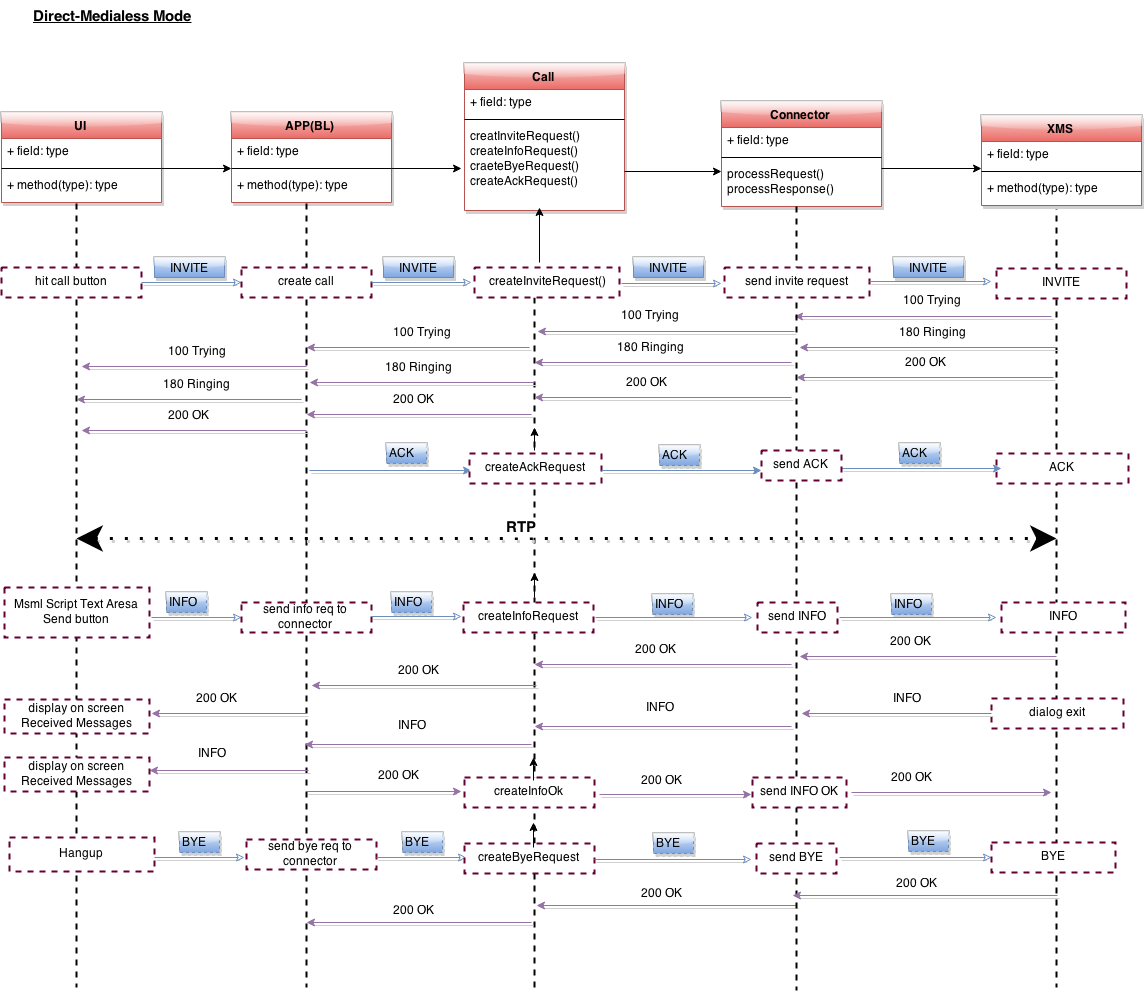 Direct-Medialess Mode
Call
+ field: type
creatInviteRequest()
createInfoRequest()
craeteByeRequest()
createAckRequest()
UI
+ field: type
+ method(type): type
APP(BL)
+ field: type
+ method(type): type
Connector
+ field: type
processRequest()
processResponse()
XMS
+ field: type
+ method(type): type
hit call button
INVITE
create call
INVITE
createInviteRequest()
INVITE
send invite request
INVITE
INVITE
100 Trying
100 Trying
100 Trying
100 Trying
180 Ringing
180 Ringing
180 Ringing
180 Ringing
200 OK
200 OK
200 OK
200 OK
ACK
createAckRequest
ACK
send ACK
ACK
ACK
RTP
Msml Script Text Aresa
Send button
INFO
send info req to
connector
INFO
createInfoRequest
INFO
send INFO
INFO
INFO
200 OK
200 OK
200 OK
200 OK
display on screen
Received Messages
dialog exit
INFO
INFO
INFO
INFO
display on screen
Received Messages
200 OK
createInfoOk
200 OK
send INFO OK
200 OK
Hangup
BYE
send bye req to
connector
BYE
createByeRequest
BYE
send BYE
BYE
BYE
200 OK
200 OK
200 OK